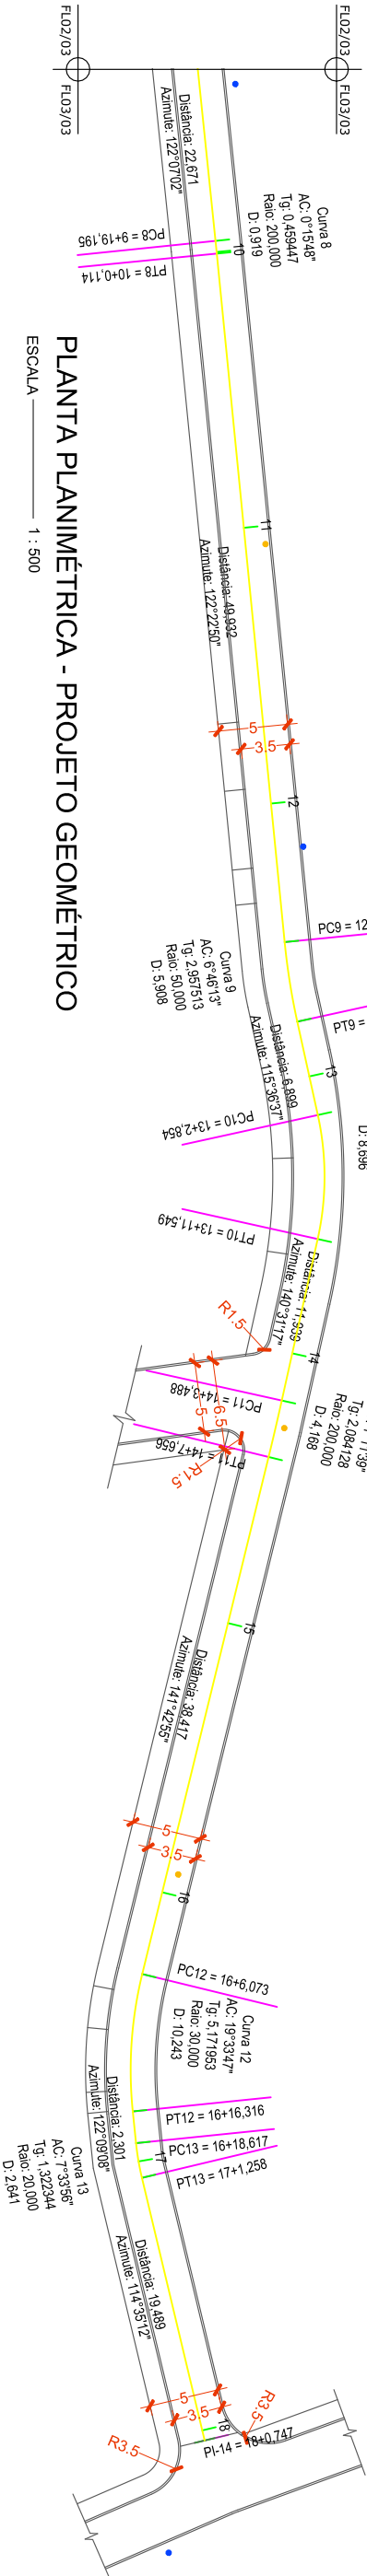 FL02/03
FL03/03
FL02/03
FL03/03
Distância: 22,671
Azimute: 122°07'02"
Curva 8
AC: 0°15'48"
Tg: 0,459447
Raio: 200,000
D: 0,919
PC8 = 9+19,195
PT8 = 10+0,114
10
PLANTA PLANIMÉTRICA - PROJETO GEOMÉTRICO
ESCALA
1 : 500
11
Distância: 49,932
Azimute: 122°22'50"
5
3.5
12
PC9 = 12
Curva 9
AC: 6°46'13"
Tg: 2,957513
Raio: 50,000
D: 5,908
PT9 =
13
Distância: 6,899
Azimute: 115°36'37"
PC10 = 13+2,854
D: 8,696
PT10 = 13+11,549
Distância: 11,939
Azimute: 140°31'17"
14
R1.5
PC11 = 14+3,488
6.5
5
PT11 = 14+7,656
R1.5
Tg: 2,084128
Raio: 200,000
D: 4,168
15
Distância: 38,417
Azimute: 141°42'55"
5
3.5
16
PC12 = 16+6,073
Curva 12
AC: 19°33'47"
Tg: 5,171953
Raio: 30,000
D: 10,243
PT12 = 16+16,316
PC13 = 16+18,617
17
PT13 = 17+1,258
Distância: 2,301
Azimute: 122°09'08"
Curva 13
AC: 7°33'56"
Tg: 1,322344
Raio: 20,000
D: 2,641
Distância: 19,489
Azimute: 114°35'12"
5
3.5
18
R3.5
PI-14 = 18+0,747
R3.5